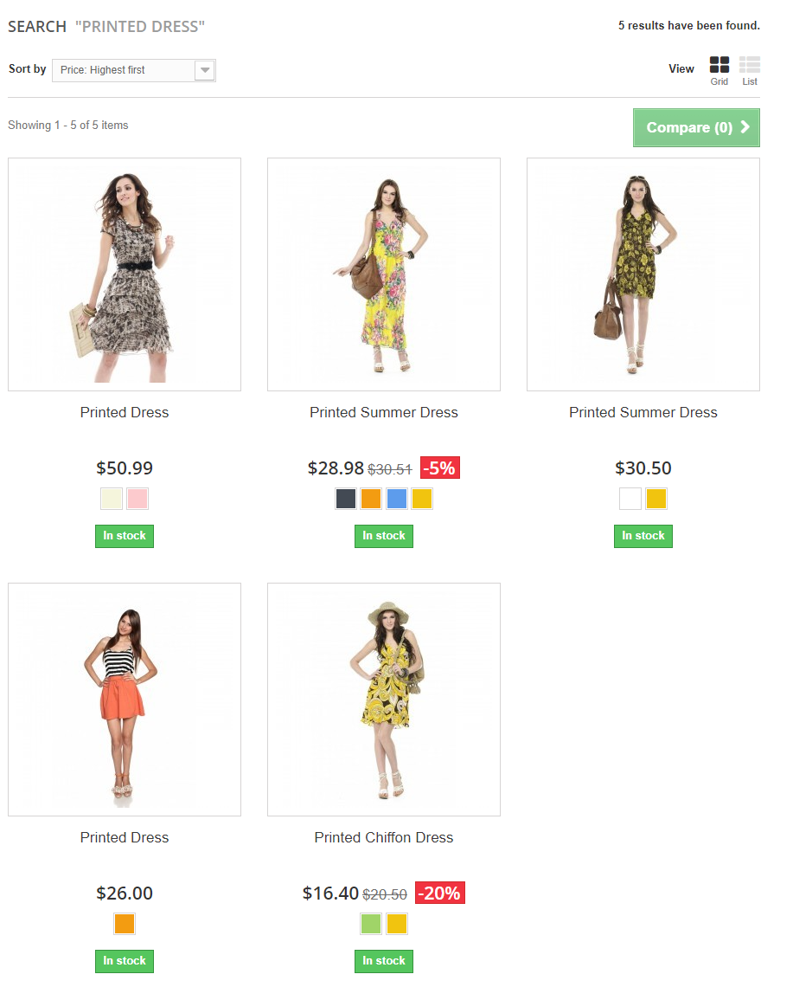 SEARCH "PRINTED DRESS"
5 results have been found.
Sort by Price: Highest first
View
Grid List
Showing 1 - 5 of 5 items
Compare (0)
Printed Dress
$50.99
In stock
Printed Summer Dress
$28.98 $30.51 -5%
In stock
Printed Summer Dress
$30.50
In stock
Printed Dress
$26.00
In stock
Printed Chiffon Dress
$16.40 $20.50 -20%
In stock